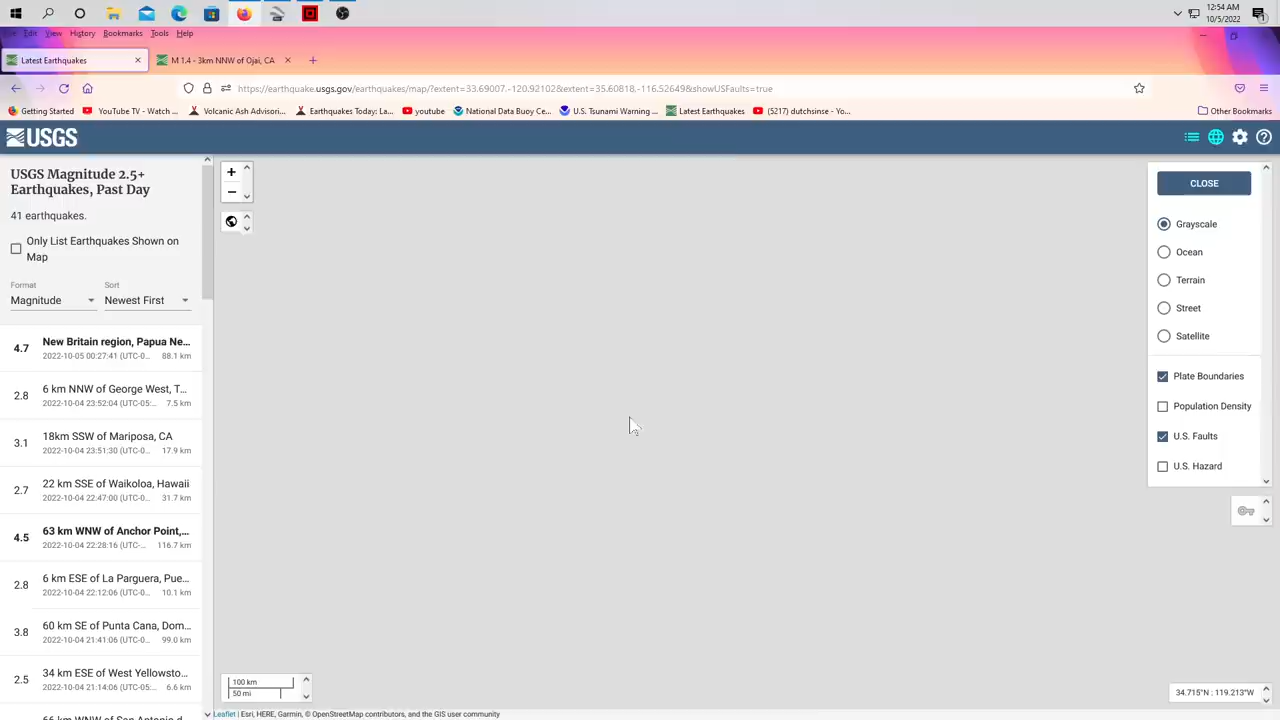 12:54 AM
10/5/2022
File Edit View History Bookmarks Tools Help
Latest Earthquakes
M 1.4 - 3km NNW of Ojai, CA
https://earthquake.usgs.gov/earthquakes/map/?extent=33.69007,-120.92102&extent=35.60818,-116.52649&showUSFaults=true
Getting Started YouTube TV - Watch ... Volcanic Ash Advisori... Earthquakes Today: La... youtube National Data Buoy Ce... U.S. Tsunami Warning ... Latest Earthquakes (5217) dutchsinse - Yo... Other Bookmarks
USGS
USGS Magnitude 2.5+
Earthquakes, Past Day
41 earthquakes.
Only List Earthquakes Shown on
Map
Format Sort
Magnitude Newest First
4.7 New Britain region, Papua Ne...
2022-10-05 00:27:41 (UTC-0... 88.1 km
2.8 6 km NNW of George West, T...
2022-10-04 23:52:04 (UTC-05:... 7.5 km
3.1 18km SSW of Mariposa, CA
2022-10-04 23:51:30 (UTC-0... 17.9 km
2.7 22 km SSE of Waikoloa, Hawaii
2022-10-04 22:47:00 (UTC-0... 31.7 km
4.5 63 km WNW of Anchor Point,...
2022-10-04 22:28:16 (UTC-... 116.7 km
2.8 6 km ESE of La Parguera, Pue...
2022-10-04 22:12:06 (UTC-0... 10.1 km
3.8 60 km SE of Punta Cana, Dom...
2022-10-04 21:41:06 (UTC-0... 99.0 km
2.5 34 km ESE of West Yellowsto...
2022-10-04 21:14:06 (UTC-05:... 6.6 km
+
−
CLOSE
Grayscale
Ocean
Terrain
Street
Satellite
Plate Boundaries
Population Density
U.S. Faults
U.S. Hazard
100 km
50 mi
34.715°N : 119.213°W
Leaflet | Esri, HERE, Garmin, © OpenStreetMap contributors, and the GIS user community